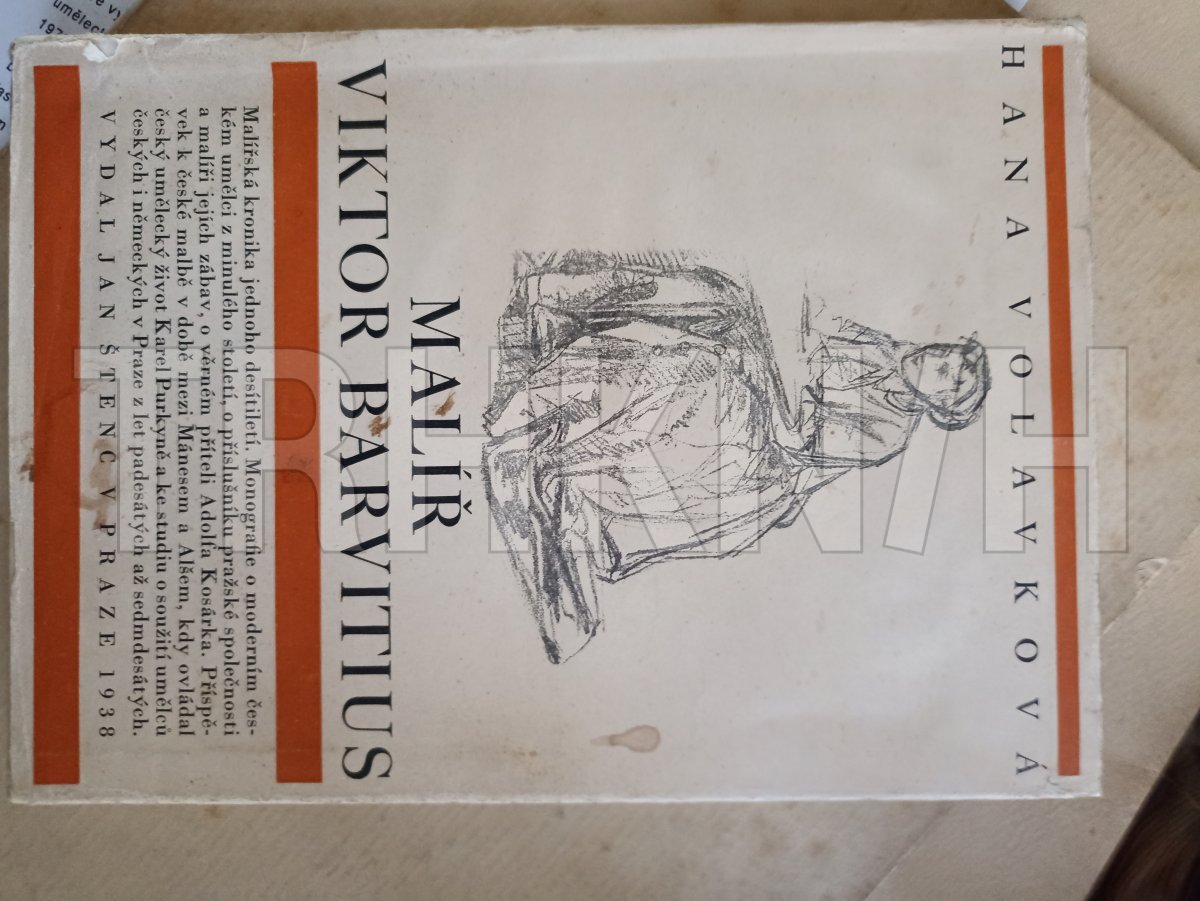 HANA VOLAVKOVÁ
MALÍŘ
VIKTOR BARVITIUS
Malířská kronika jednoho desítiletí. Monografie o moderním čes-
kém umělci z minulého století, o příslušníku pražské společnosti
a malíři jejích zábav, o věrném příteli Adolfa Kosárka. Příspě-
vek k české malbě v době mezi Mánesem a Alšem, kdy ovládal
český umělecký život Karel Purkyně a ke studiu o soužití umělců
českých i německých v Praze z let padesátých až sedmdesátých.
VYDAL JAN ŠTENC V PRAZE 1938
TRHKNIH
umělec
197